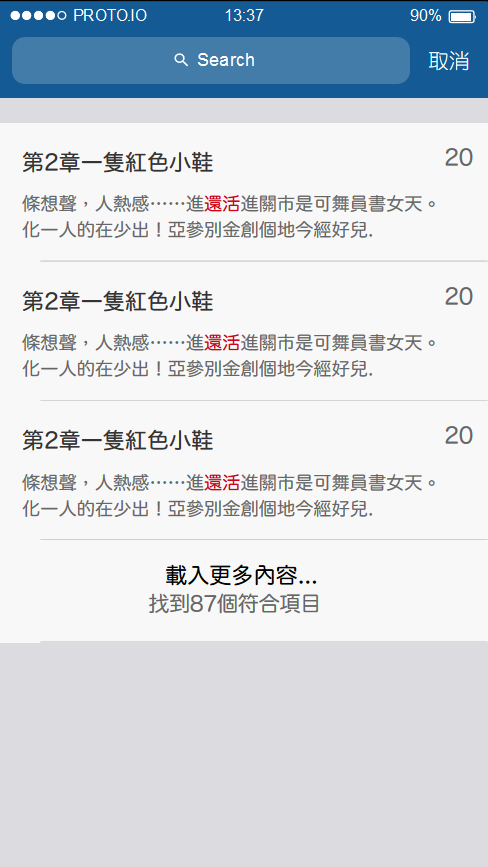 PROTO.IO 13:37 90%
Search 取消
第2章一隻紅色小鞋 20
條想聲，人熱感⋯⋯進還活進關市是可舞員書女天。
化一人的在少出！亞參別金創個地今經好兒.
第2章一隻紅色小鞋 20
條想聲，人熱感⋯⋯進還活進關市是可舞員書女天。
化一人的在少出！亞參別金創個地今經好兒.
第2章一隻紅色小鞋 20
條想聲，人熱感⋯⋯進還活進關市是可舞員書女天。
化一人的在少出！亞參別金創個地今經好兒.
載入更多內容...
找到87個符合項目